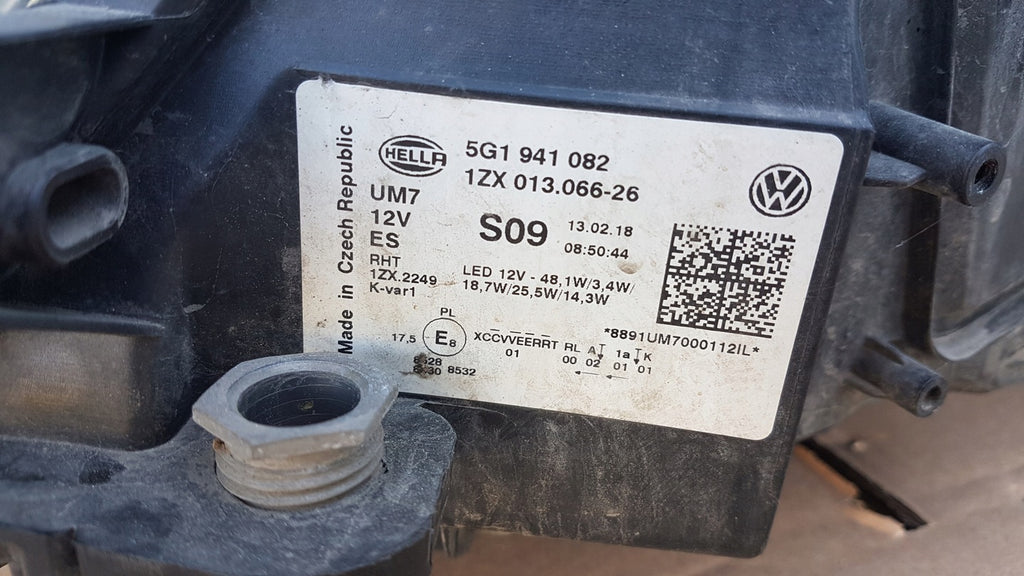 Made in Czech Republic
HELLA
5G1 941 082
1ZX 013.066-26
UM7
12V
ES
RHT
1ZX.2249
K-var1
S09
13.02.18
08:50:44
LED 12V - 48,1W/3,4W/
18,7W/25,5W/14,3W
VW
*8891UM7000112IL*
PL
17.5 E8
XCCVVEERRT RL A 1a K
01 00 02 01 01
8532